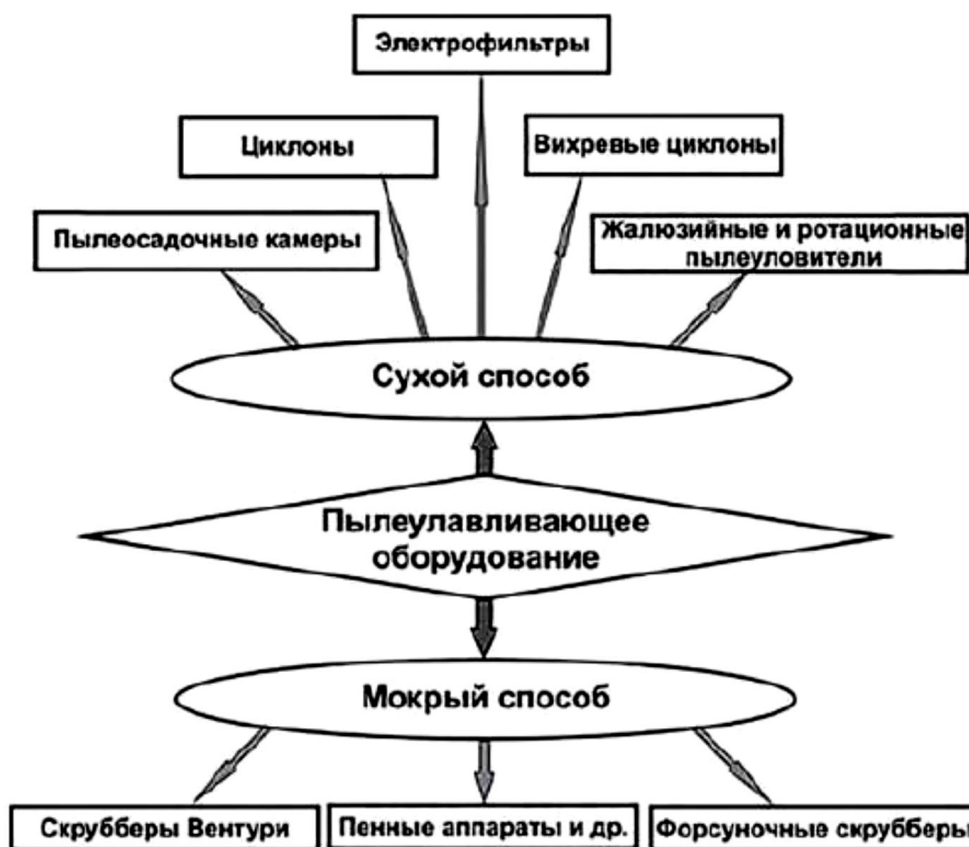 Электрофильтры
Циклоны
Вихревые циклоны
Пылеосадочные камеры
Жалюзийные и ротационные
пылеуловители
Сухой способ
Пылеулавливающее
оборудование
Мокрый способ
Скрубберы Вентури
Пенные аппараты и др.
Форсуночные скрубберы